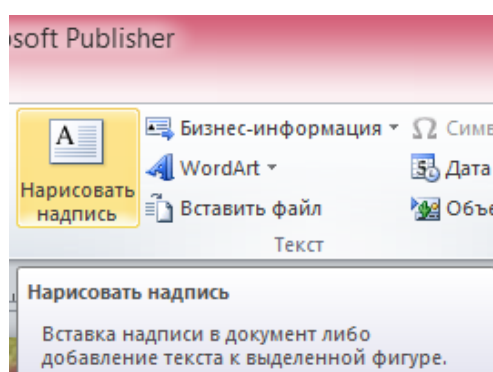 soft Publisher
Нарисовать
надпись
Бизнес-информация
WordArt
Вставить файл
Дата
Текст
Нарисовать надпись
Вставка надписи в документ либо
добавление текста к выделенной фигуре.